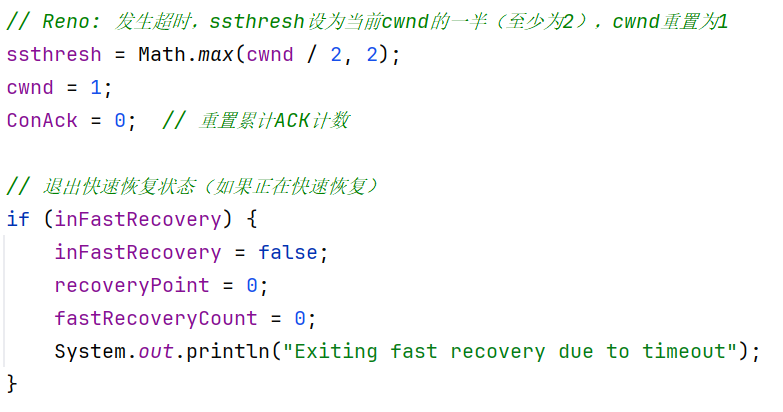 // Reno: 发生超时，ssthresh设为当前cwnd的一半（至少为2），cwnd重置为1
ssthresh = Math.max(cwnd / 2, 2);
cwnd = 1;
ConAck = 0;  // 重置累计ACK计数
// 退出快速恢复状态（如果正在快速恢复）
if (inFastRecovery) {
    inFastRecovery = false;
    recoveryPoint = 0;
    fastRecoveryCount = 0;
    System.out.println("Exiting fast recovery due to timeout");
}